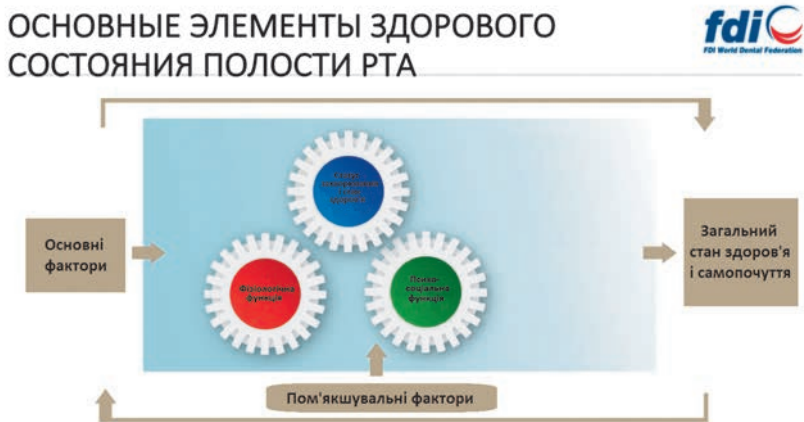 ОСНОВНЫЕ ЭЛЕМЕНТЫ ЗДОРОВОГО
СОСТОЯНИЯ ПОЛОСТИ РТА
fdi
FDI World Dental Federation
Основні
фактори
здоров'я
Фізіологічна
функція
Психо-
соціальна
функція
Загальний
стан здоров'я
і самопочуття
Пом'якшувальні фактори